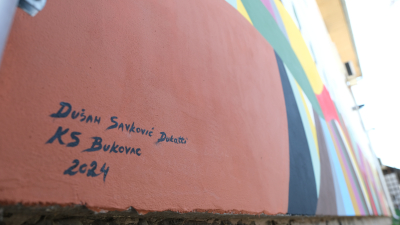 Dušan Savković Dukatti
KS Bukovac
2024